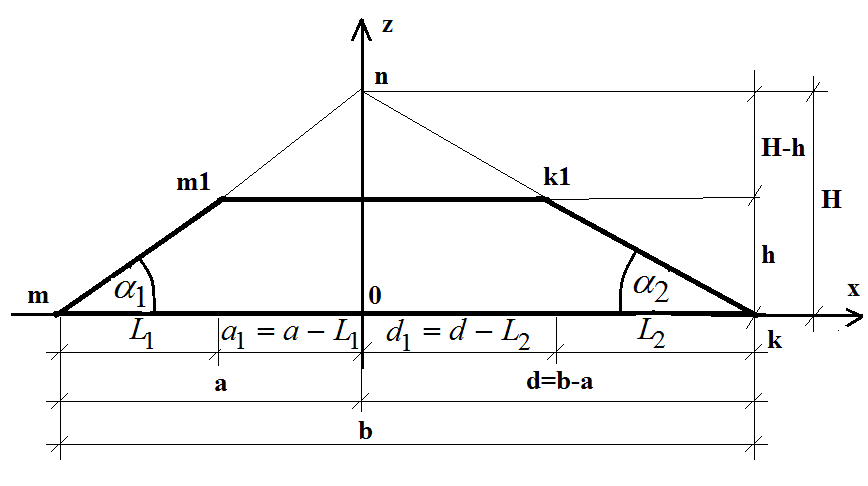 z
n
H-h
m1
k1
H
h
α₁
α₂
m
0
x
L₁
a₁ = a − L₁
d₁ = d − L₂
L₂
k
a
d=b-a
b